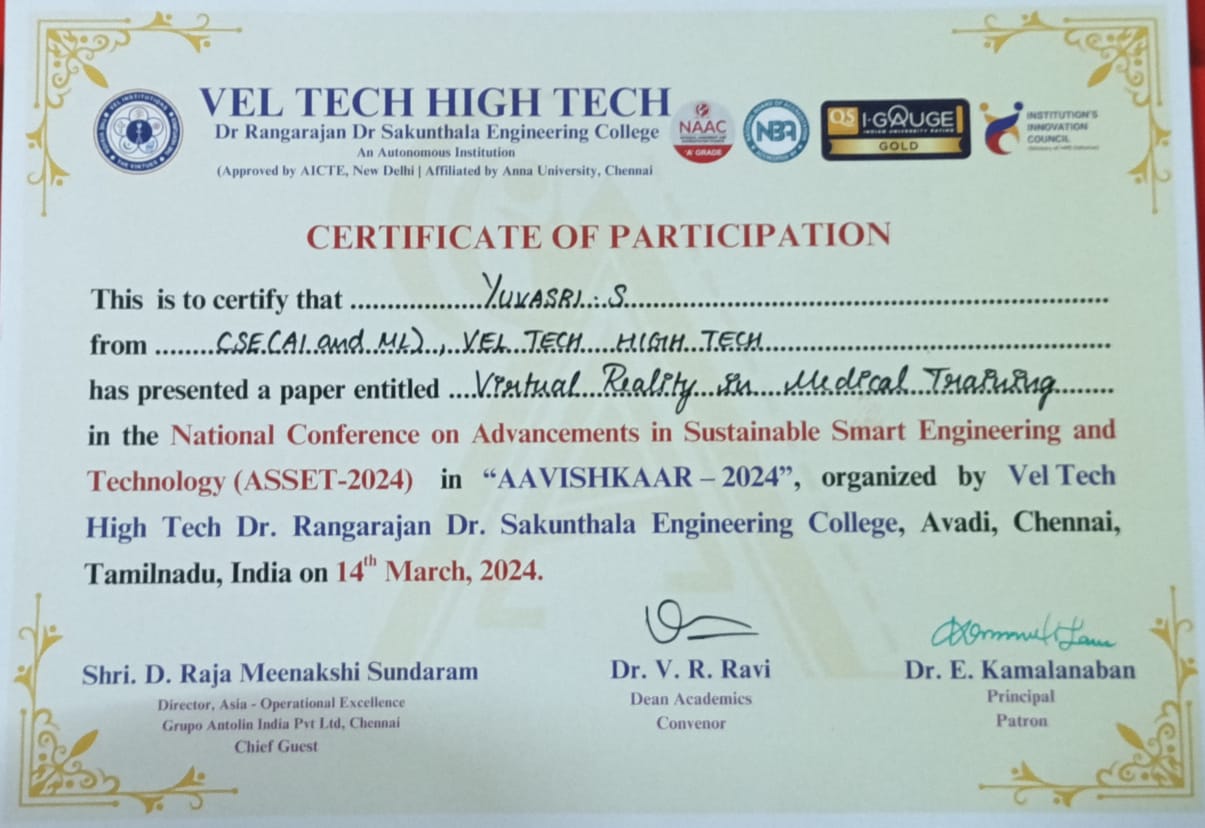 VEL TECH HIGH TECH
Dr Rangarajan Dr Sakunthala Engineering College
An Autonomous Institution
(Approved by AICTE, New Delhi | Affiliated by Anna University, Chennai
VEL INSTITUTIONS
NAAC
'A' GRADE
NBA
QS I·GAUGE
INDIAN UNIVERSITY RATING
GOLD
INSTITUTION'S
INNOVATION
COUNCIL
CERTIFICATE OF PARTICIPATION
This is to certify that ..................YUVASRI..S..................
from ........CSE(AI and ML)., VEL TECH HIGH TECH..................
has presented a paper entitled ....Virtual Reality in Medical Training........
in the National Conference on Advancements in Sustainable Smart Engineering and
Technology (ASSET-2024) in “AAVISHKAAR – 2024”, organized by Vel Tech
High Tech Dr. Rangarajan Dr. Sakunthala Engineering College, Avadi, Chennai,
Tamilnadu, India on 14th March, 2024.
Shri. D. Raja Meenakshi Sundaram
Director, Asia - Operational Excellence
Grupo Antolin India Pvt Ltd, Chennai
Chief Guest
Dr. V. R. Ravi
Dean Academics
Convenor
Dr. E. Kamalanaban
Principal
Patron